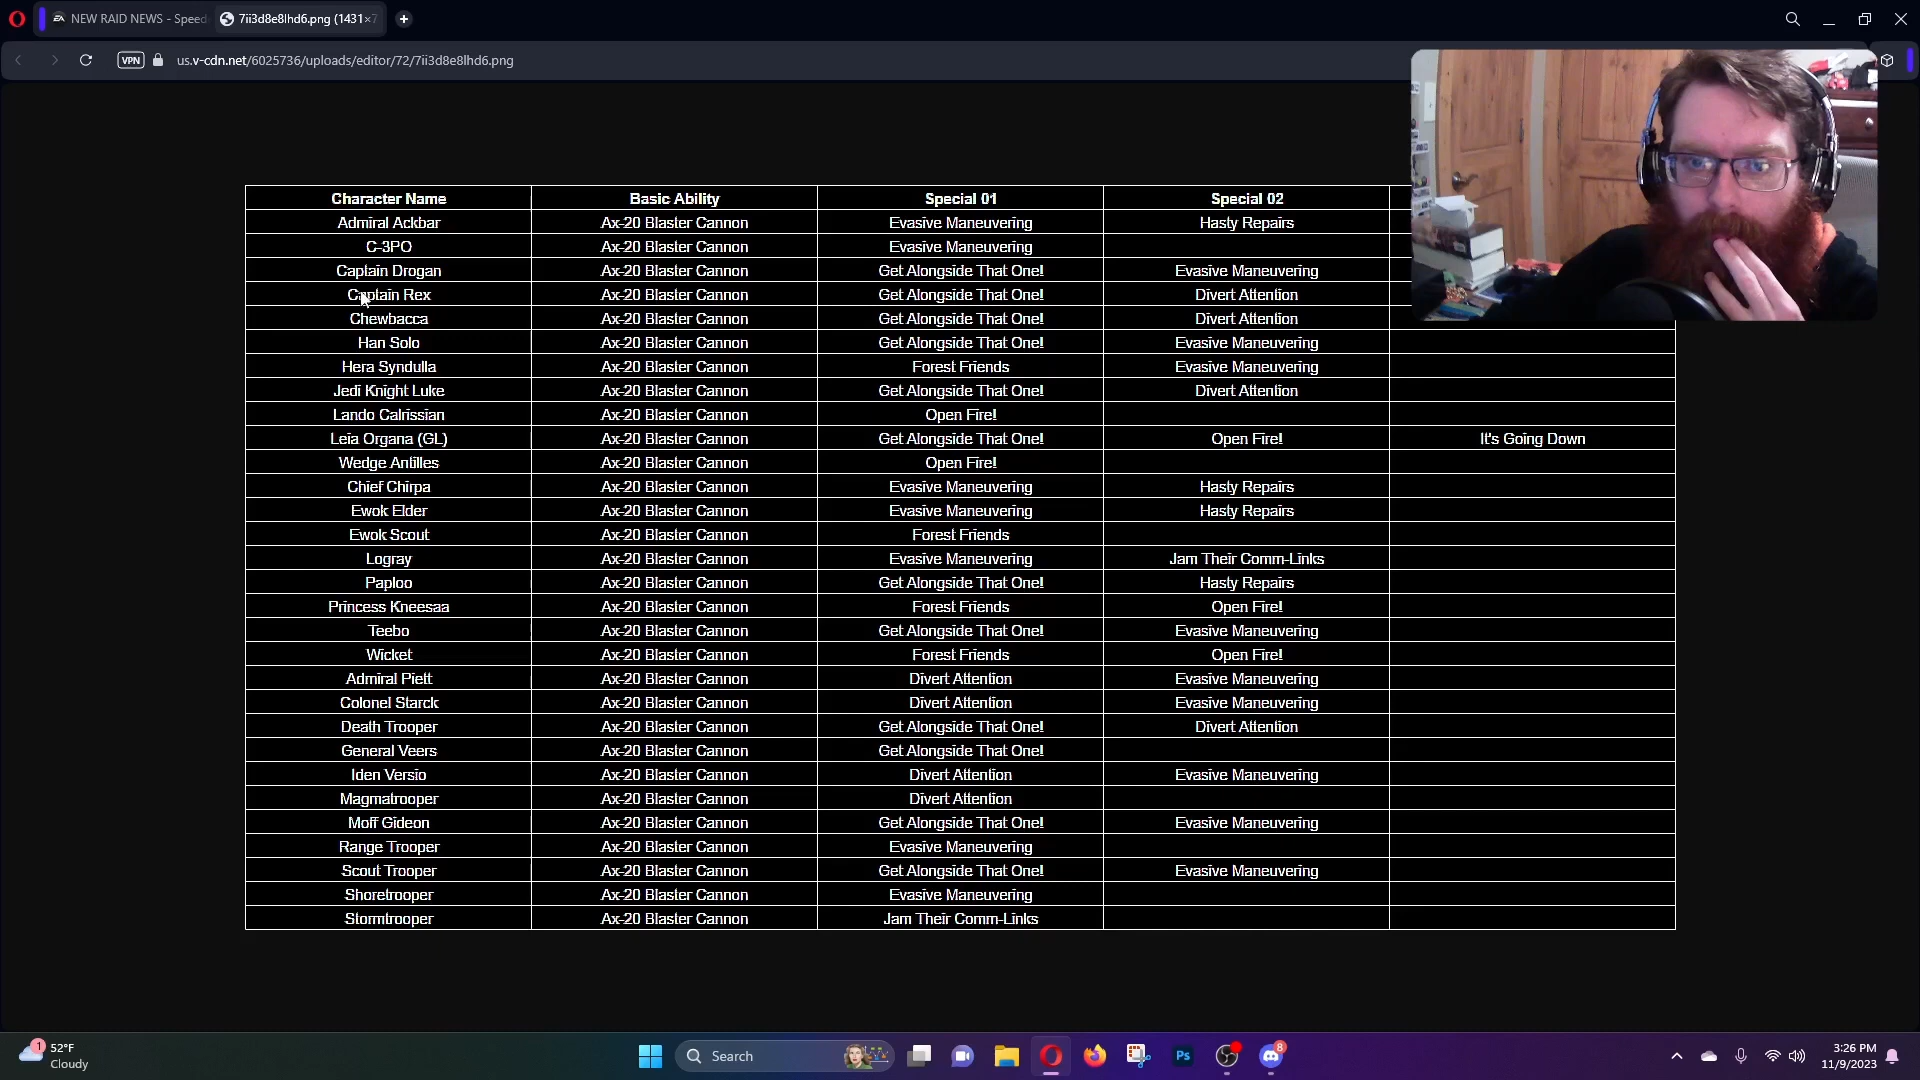 NEW RAID NEWS - Speed
7ii3d8e8lhd6.png (1431×7
VPN
us.v-cdn.net/6025736/uploads/editor/72/7ii3d8e8lhd6.png
Character Name Basic Ability Special 01 Special 02
Admiral Ackbar Ax-20 Blaster Cannon Evasive Maneuvering Hasty Repairs
C-3PO Ax-20 Blaster Cannon Evasive Maneuvering
Captain Drogan Ax-20 Blaster Cannon Get Alongside That One! Evasive Maneuvering
Captain Rex Ax-20 Blaster Cannon Get Alongside That One! Divert Attention
Chewbacca Ax-20 Blaster Cannon Get Alongside That One! Divert Attention
Han Solo Ax-20 Blaster Cannon Get Alongside That One! Evasive Maneuvering
Hera Syndulla Ax-20 Blaster Cannon Forest Friends Evasive Maneuvering
Jedi Knight Luke Ax-20 Blaster Cannon Get Alongside That One! Divert Attention
Lando Calrissian Ax-20 Blaster Cannon Open Fire!
Leia Organa (GL) Ax-20 Blaster Cannon Get Alongside That One! Open Fire! It's Going Down
Wedge Antilles Ax-20 Blaster Cannon Open Fire!
Chief Chirpa Ax-20 Blaster Cannon Evasive Maneuvering Hasty Repairs
Ewok Elder Ax-20 Blaster Cannon Evasive Maneuvering Hasty Repairs
Ewok Scout Ax-20 Blaster Cannon Forest Friends
Logray Ax-20 Blaster Cannon Evasive Maneuvering Jam Their Comm-Links
Paploo Ax-20 Blaster Cannon Get Alongside That One! Hasty Repairs
Princess Kneesaa Ax-20 Blaster Cannon Forest Friends Open Fire!
Teebo Ax-20 Blaster Cannon Get Alongside That One! Evasive Maneuvering
Wicket Ax-20 Blaster Cannon Forest Friends Open Fire!
Admiral Piett Ax-20 Blaster Cannon Divert Attention Evasive Maneuvering
Colonel Starck Ax-20 Blaster Cannon Divert Attention Evasive Maneuvering
Death Trooper Ax-20 Blaster Cannon Get Alongside That One! Divert Attention
General Veers Ax-20 Blaster Cannon Get Alongside That One!
Iden Versio Ax-20 Blaster Cannon Divert Attention Evasive Maneuvering
Magmatrooper Ax-20 Blaster Cannon Divert Attention
Moff Gideon Ax-20 Blaster Cannon Get Alongside That One! Evasive Maneuvering
Range Trooper Ax-20 Blaster Cannon Evasive Maneuvering
Scout Trooper Ax-20 Blaster Cannon Get Alongside That One! Evasive Maneuvering
Shoretrooper Ax-20 Blaster Cannon Evasive Maneuvering
Stormtrooper Ax-20 Blaster Cannon Jam Their Comm-Links
1
52°F
Cloudy
Search
Ps
8
3:26 PM
11/9/2023